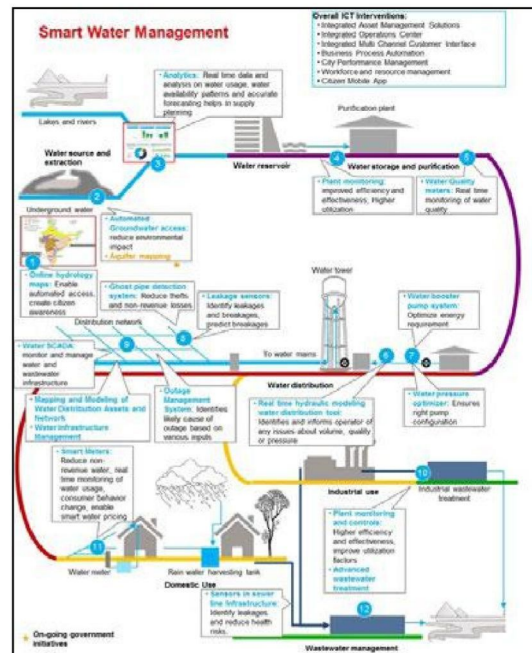 Smart Water Management
Overall ICT Interventions:
• Integrated Asset Management Solutions
• Integrated Operations Center
• Integrated Multi Channel Customer Interface
• Business Process Automation
• City Performance Management
• Workforce and resource management
• Citizen Mobile App
• Analytics: Real time data and
analysis on water usage, water
availability patterns and accurate
forecasting helps in supply
planning
Purification plant
Lakes and rivers
Water source and
extraction
3
Water reservoir
4
Water storage and purification
5
2
Underground water
• Automated
Groundwater access:
reduce environmental
impact
• Aquifer mapping
• Plant monitoring:
improved efficiency and
effectiveness, Higher
utilization
• Water Quality
meters: Real time
monitoring of water
quality
1
• Online hydrology
maps: Enable
automated access,
create citizen
awareness
• Ghost pipe detection
system: Reduce thefts
and non-revenue losses.
• Leakage sensors:
Identify leakages
and breakages,
predict breakages
Water tower
• Water booster
pump system:
Optimize energy
requirement
Distribution network
9
8
• Water SCADA:
monitor and manage
water and
wastewater
infrastructure
To water mains
6
7
Water distribution
• Mapping and Modeling of
Water Distribution Assets and
Network
• Water Infrastructure
Management
• Outage
Management
System: Identifies
likely cause of
outage based on
various inputs
• Real time hydraulic modeling
water distribution tool:
Identifies and informs operator of
any issues about volume, quality
or pressure
• Water pressure
optimizer: Ensures
right pump
configuration
• Smart Meters:
Reduce non-
revenue water, real
time monitoring of
water usage,
consumer behavior
change, enable
smart water pricing
10
Industrial use
Industrial wastewater
treatment
• Plant monitoring
and controls:
Higher efficiency
and effectiveness,
improve utilization
factors
• Advanced
wastewater
treatment
11
Water meter
Rain water harvesting tank
Domestic Use
• Sensors in sewer
line Infrastructure:
Identify leakages
and reduce health
risks.
12
Wastewater management
On-going government
initiatives